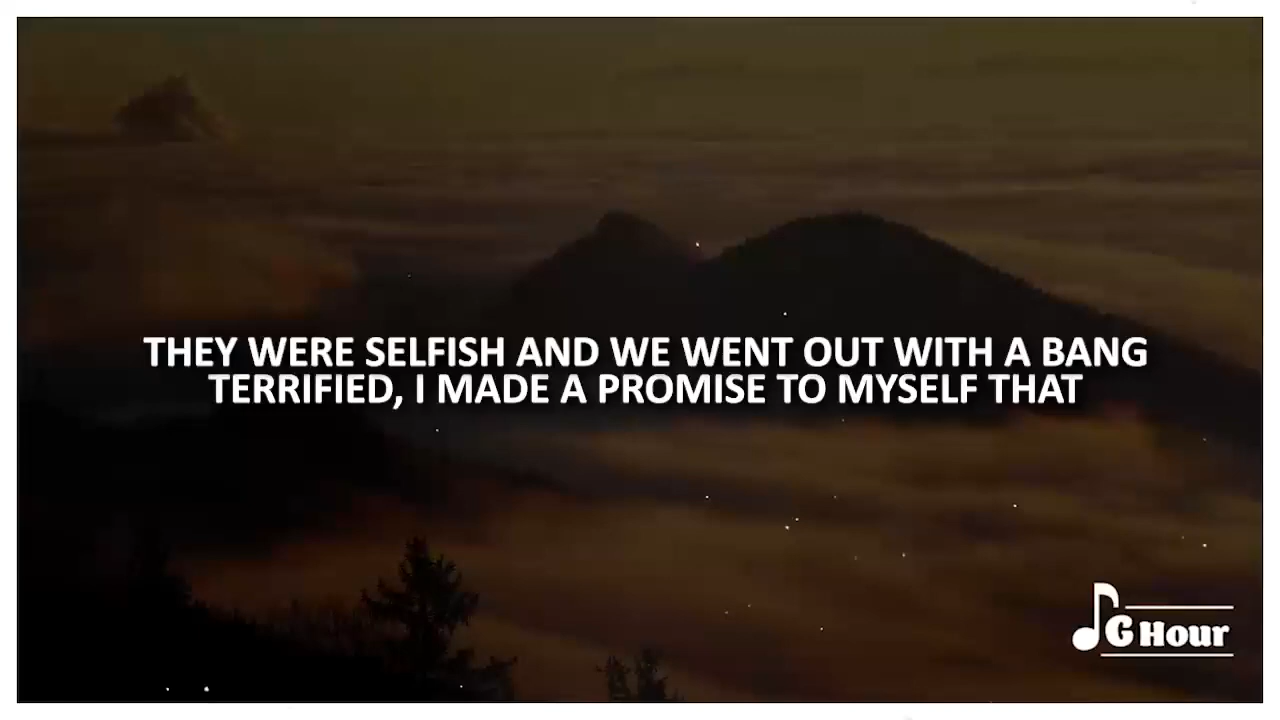 THEY WERE SELFISH AND WE WENT OUT WITH A BANG
TERRIFIED, I MADE A PROMISE TO MYSELF THAT
G Hour